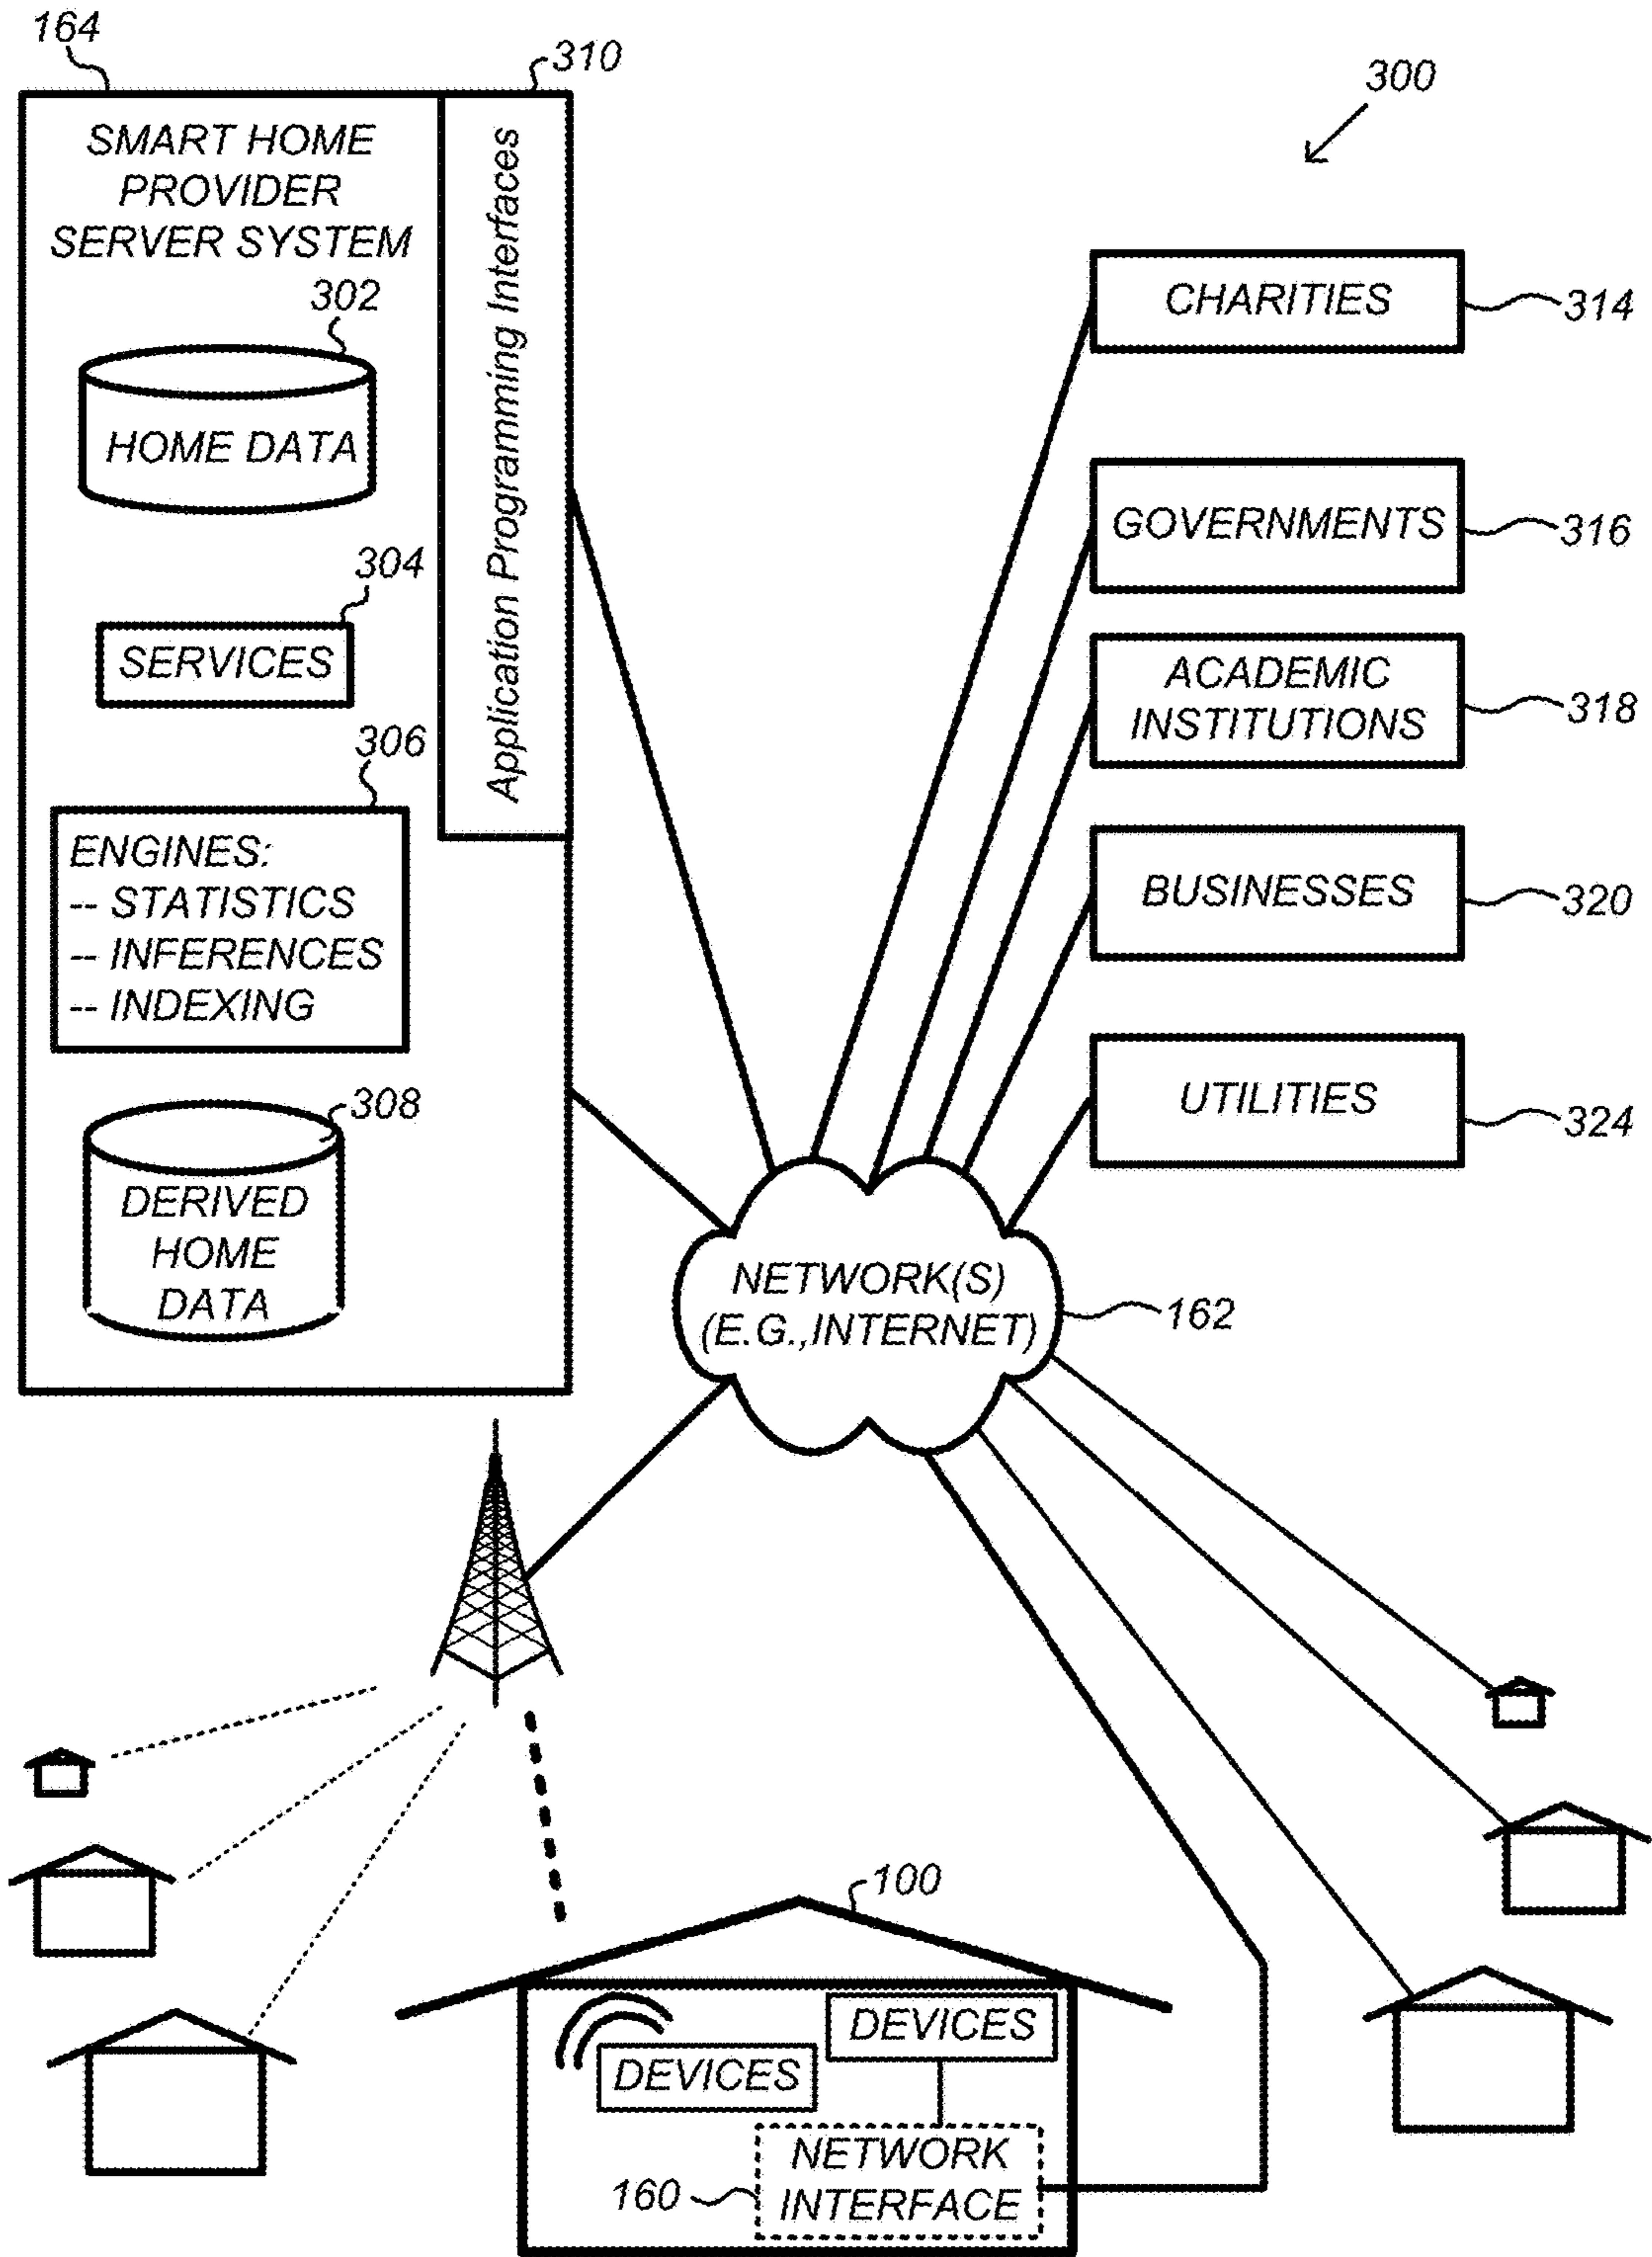 164
310
300
SMART HOME
PROVIDER
SERVER SYSTEM
Application Programming Interfaces
302
HOME DATA
304
SERVICES
306
ENGINES:
-- STATISTICS
-- INFERENCES
-- INDEXING
308
DERIVED
HOME
DATA
CHARITIES
314
GOVERNMENTS
316
ACADEMIC
INSTITUTIONS
318
BUSINESSES
320
UTILITIES
324
NETWORK(S)
(E.G.,INTERNET)
162
100
DEVICES
DEVICES
NETWORK
INTERFACE
160